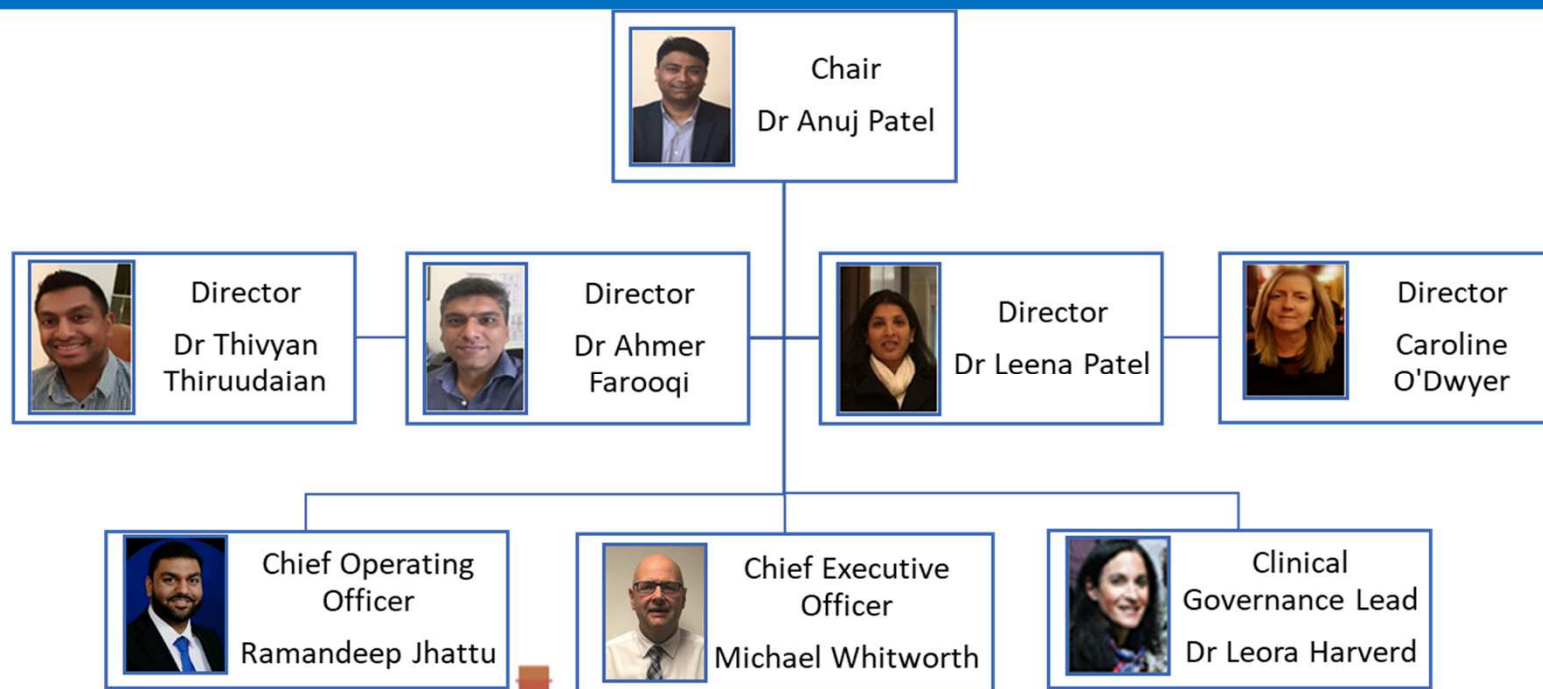 Chair
Dr Anuj Patel
Director
Dr Thivyan
Thiruudaian
Director
Dr Ahmer
Farooqi
Director
Dr Leena Patel
Director
Caroline
O'Dwyer
Chief Operating
Officer
Ramandeep Jhattu
Chief Executive
Officer
Michael Whitworth
Clinical
Governance Lead
Dr Leora Harverd